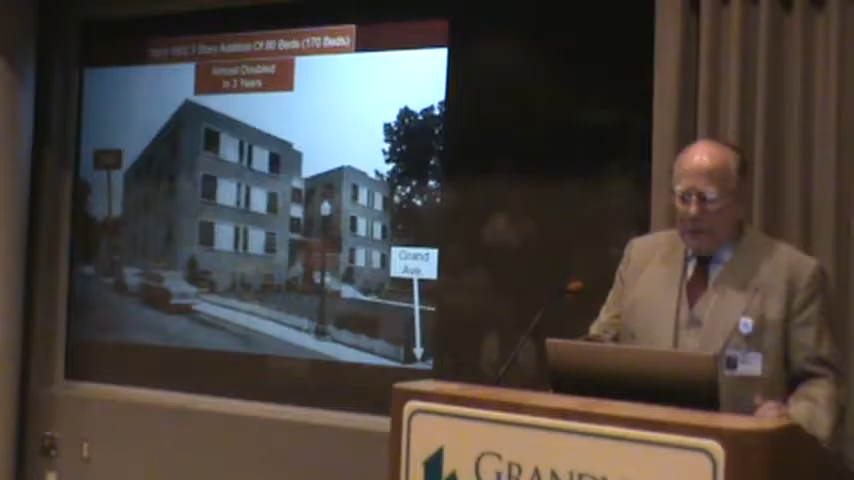 3 Story Addition Of 80 Beds (170 Beds)
Almost Doubled
In 3 Years
Grand
Ave.
GRAND